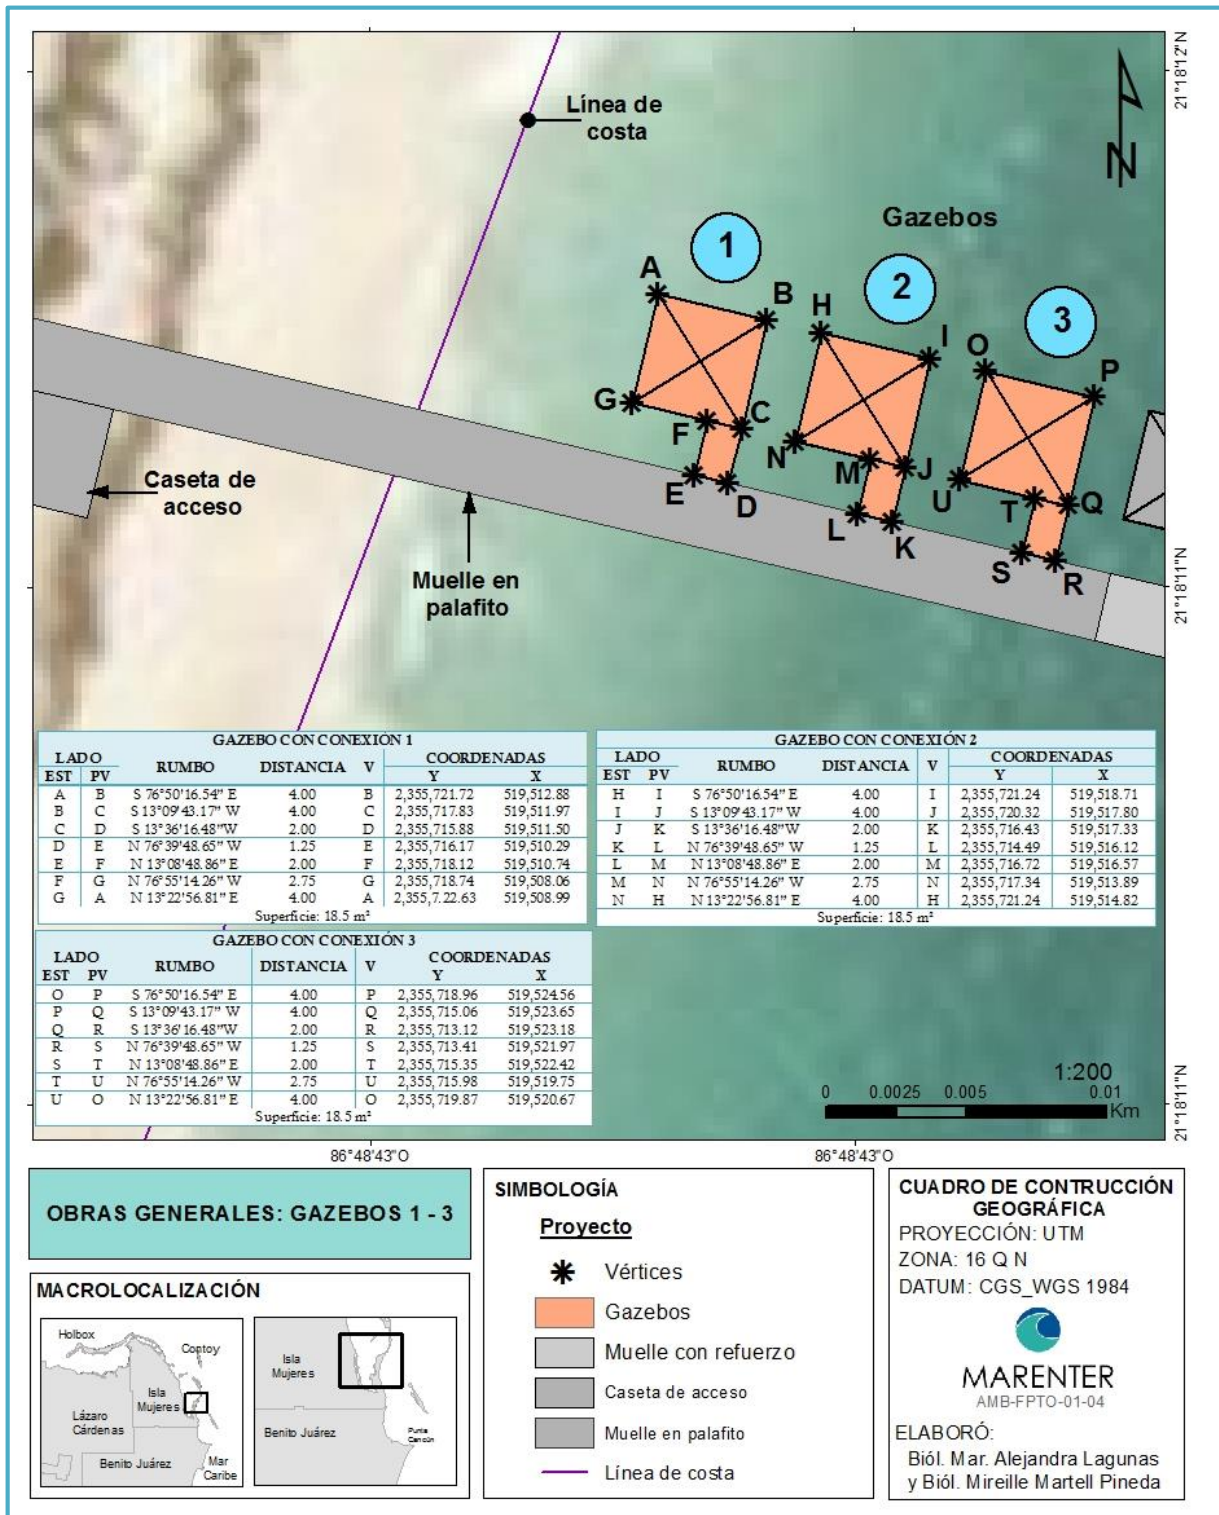 21°18'12"N
Línea de
costa
N
Gazebos
1
2
3
A
B
H
I
O
P
G
F
C
N
M
J
U
T
Q
E
D
L
K
S
R
Caseta de
acceso
Muelle en
palafito
21°18'11"N
GAZEBO CON CONEXIÓN 1
LADO RUMBO DISTANCIA V COORDENADAS
EST PV Y X
A B S 76°50'16.54" E 4.00 B 2,355,721.72 519,512.88
B C S 13°09'43.17" W 4.00 C 2,355,717.83 519,511.97
C D S 13°36'16.48"W 2.00 D 2,355,715.88 519,511.50
D E N 76°39'48.65" W 1.25 E 2,355,716.17 519,510.29
E F N 13°08'48.86" E 2.00 F 2,355,718.12 519,510.74
F G N 76°55'14.26" W 2.75 G 2,355,718.74 519,508.06
G A N 13°22'56.81" E 4.00 A 2,355,7.22.63 519,508.99
Superficie: 18.5 m²
GAZEBO CON CONEXIÓN 2
LADO RUMBO DISTANCIA V COORDENADAS
EST PV Y X
H I S 76°50'16.54" E 4.00 I 2,355,721.24 519,518.71
I J S 13°09'43.17" W 4.00 J 2,355,720.32 519,517.80
J K S 13°36'16.48"W 2.00 K 2,355,716.43 519,517.33
K L N 76°39'48.65" W 1.25 L 2,355,714.49 519,516.12
L M N 13°08'48.86" E 2.00 M 2,355,716.72 519,516.57
M N N 76°55'14.26" W 2.75 N 2,355,717.34 519,513.89
N H N 13°22'56.81" E 4.00 H 2,355,721.24 519,514.82
Superficie: 18.5 m²
GAZEBO CON CONEXIÓN 3
LADO RUMBO DISTANCIA V COORDENADAS
EST PV Y X
O P S 76°50'16.54" E 4.00 P 2,355,718.96 519,524.56
P Q S 13°09'43.17" W 4.00 Q 2,355,715.06 519,523.65
Q R S 13°36'16.48"W 2.00 R 2,355,713.12 519,523.18
R S N 76°39'48.65" W 1.25 S 2,355,713.41 519,521.97
S T N 13°08'48.86" E 2.00 T 2,355,715.35 519,522.42
T U N 76°55'14.26" W 2.75 U 2,355,715.98 519,519.75
U O N 13°22'56.81" E 4.00 O 2,355,719.87 519,520.67
Superficie: 18.5 m²
1:200
0 0.0025 0.005 0.01
Km
21°18'11"N
86°48'43"O 86°48'43"O
OBRAS GENERALES: GAZEBOS 1 - 3
MACROLOCALIZACIÓN
Holbox
Contoy
Isla
Mujeres
Lázaro
Cárdenas
Benito Juárez
Mar
Caribe
Isla
Mujeres
Benito Juárez
Punta
Cancún
SIMBOLOGÍA
Proyecto
Vértices
Gazebos
Muelle con refuerzo
Caseta de acceso
Muelle en palafito
Línea de costa
CUADRO DE CONTRUCCIÓN
GEOGRÁFICA
PROYECCIÓN: UTM
ZONA: 16 Q N
DATUM: CGS_WGS 1984
MARENTER
AMB-FPTO-01-04
ELABORÓ:
Biól. Mar. Alejandra Lagunas
y Biól. Mireille Martell Pineda